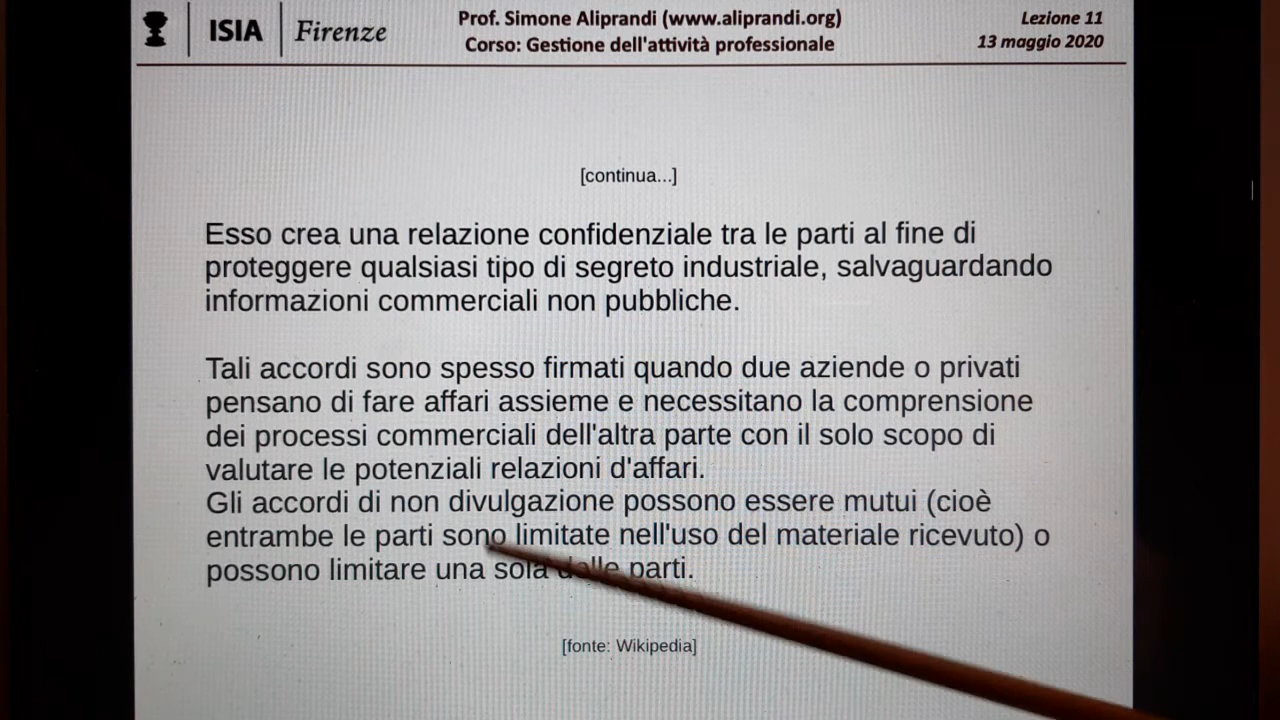 ISIA Firenze
Prof. Simone Aliprandi (www.aliprandi.org)
Corso: Gestione dell'attività professionale
Lezione 11
13 maggio 2020
[continua...]
Esso crea una relazione confidenziale tra le parti al fine di
proteggere qualsiasi tipo di segreto industriale, salvaguardando
informazioni commerciali non pubbliche.
Tali accordi sono spesso firmati quando due aziende o privati
pensano di fare affari assieme e necessitano la comprensione
dei processi commerciali dell'altra parte con il solo scopo di
valutare le potenziali relazioni d'affari.
Gli accordi di non divulgazione possono essere mutui (cioè
entrambe le parti sono limitate nell'uso del materiale ricevuto) o
possono limitare una sola delle parti.
[fonte: Wikipedia]